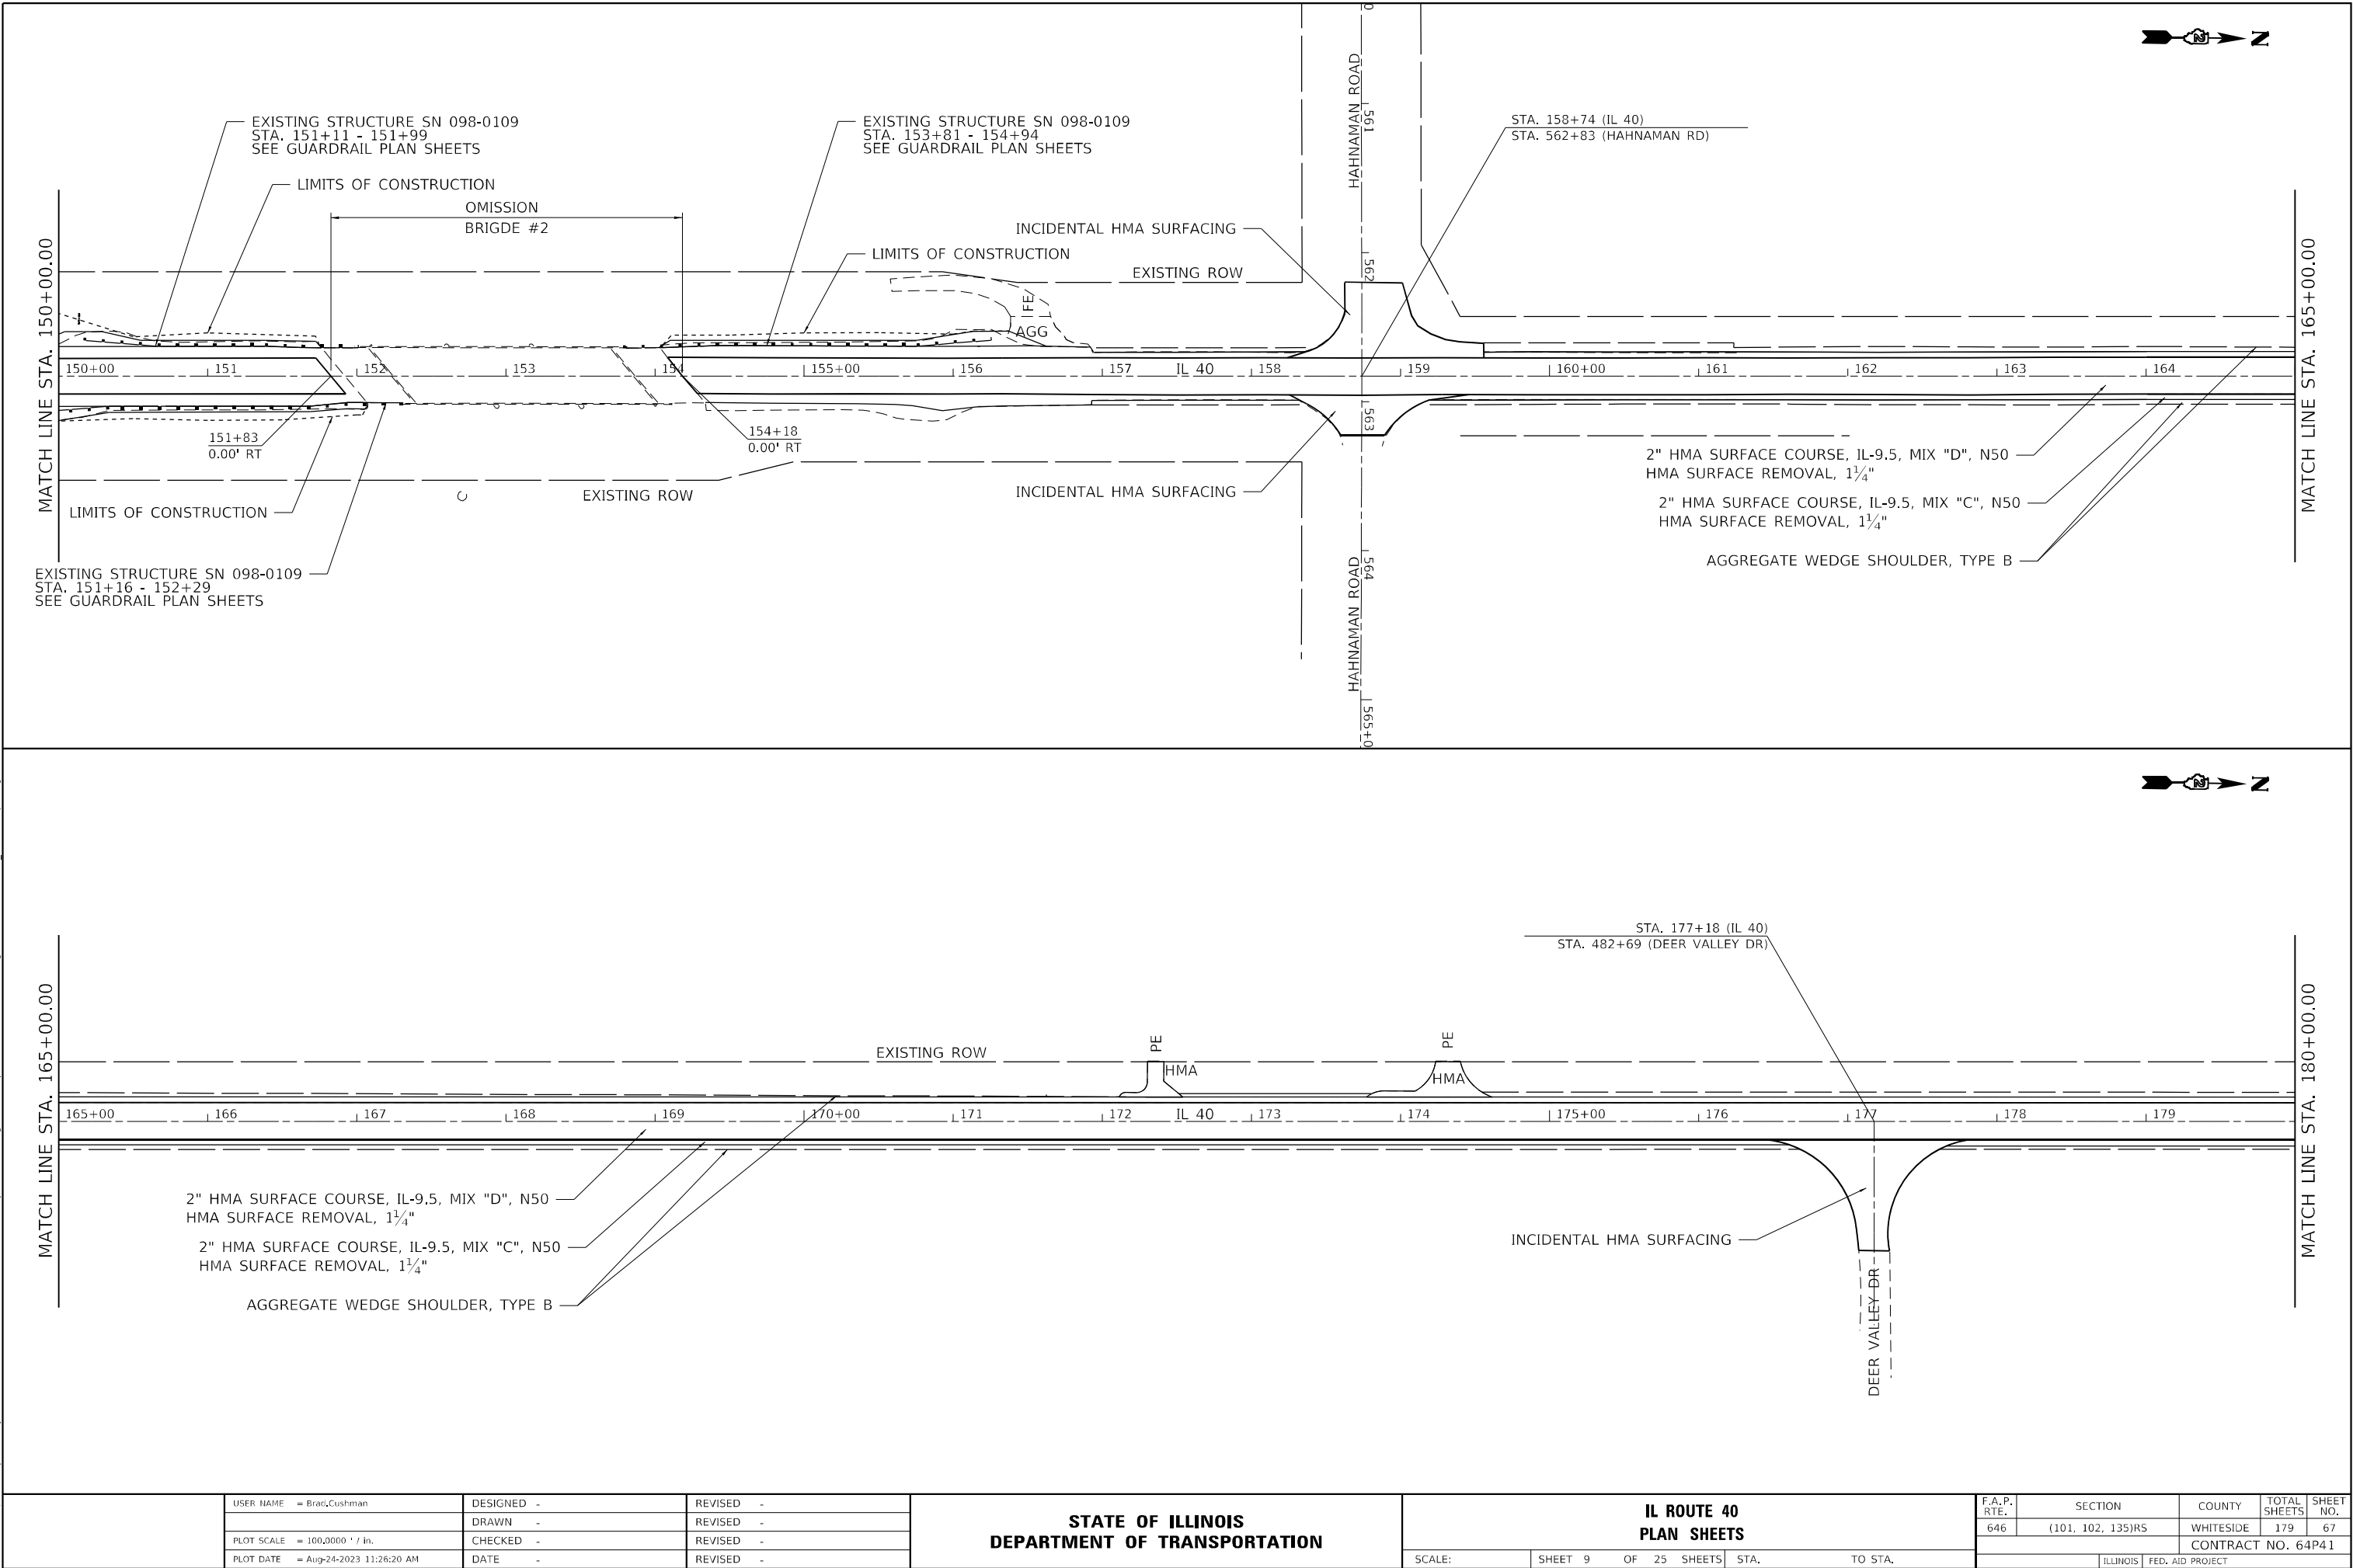 N
EXISTING STRUCTURE SN 098-0109
STA. 151+11 - 151+99
SEE GUARDRAIL PLAN SHEETS
LIMITS OF CONSTRUCTION
OMISSION
BRIGDE #2
EXISTING STRUCTURE SN 098-0109
STA. 153+81 - 154+94
SEE GUARDRAIL PLAN SHEETS
LIMITS OF CONSTRUCTION
INCIDENTAL HMA SURFACING
EXISTING ROW
STA. 158+74 (IL 40)
STA. 562+83 (HAHNAMAN RD)
HAHNAMAN ROAD
0
561
562
563
564
565+0
HAHNAMAN ROAD
FE
AGG
MATCH LINE STA. 150+00.00
150+00
151
152
153
154
155+00
156
157
IL 40
158
159
160+00
161
162
163
164
MATCH LINE STA. 165+00.00
151+83
0.00' RT
154+18
0.00' RT
EXISTING ROW
INCIDENTAL HMA SURFACING
LIMITS OF CONSTRUCTION
EXISTING STRUCTURE SN 098-0109
STA. 151+16 - 152+29
SEE GUARDRAIL PLAN SHEETS
2" HMA SURFACE COURSE, IL-9.5, MIX "D", N50
HMA SURFACE REMOVAL, 1¼"
2" HMA SURFACE COURSE, IL-9.5, MIX "C", N50
HMA SURFACE REMOVAL, 1¼"
AGGREGATE WEDGE SHOULDER, TYPE B
N
STA. 177+18 (IL 40)
STA. 482+69 (DEER VALLEY DR)
MATCH LINE STA. 165+00.00
EXISTING ROW
PE
HMA
PE
HMA
165+00
166
167
168
169
170+00
171
172
IL 40
173
174
175+00
176
177
178
179
MATCH LINE STA. 180+00.00
2" HMA SURFACE COURSE, IL-9.5, MIX "D", N50
HMA SURFACE REMOVAL, 1¼"
2" HMA SURFACE COURSE, IL-9.5, MIX "C", N50
HMA SURFACE REMOVAL, 1¼"
AGGREGATE WEDGE SHOULDER, TYPE B
INCIDENTAL HMA SURFACING
DEER VALLEY DR
USER NAME = Brad.Cushman
PLOT SCALE = 100.0000 ' / in.
PLOT DATE = Aug-24-2023 11:26:20 AM
DESIGNED -
DRAWN -
CHECKED -
DATE -
REVISED -
REVISED -
REVISED -
REVISED -
STATE OF ILLINOIS
DEPARTMENT OF TRANSPORTATION
IL ROUTE 40
PLAN SHEETS
SCALE: SHEET 9 OF 25 SHEETS STA. TO STA.
F.A.P. RTE. SECTION COUNTY TOTAL SHEETS SHEET NO.
646 (101, 102, 135)RS WHITESIDE 179 67
CONTRACT NO. 64P41
ILLINOIS FED. AID PROJECT